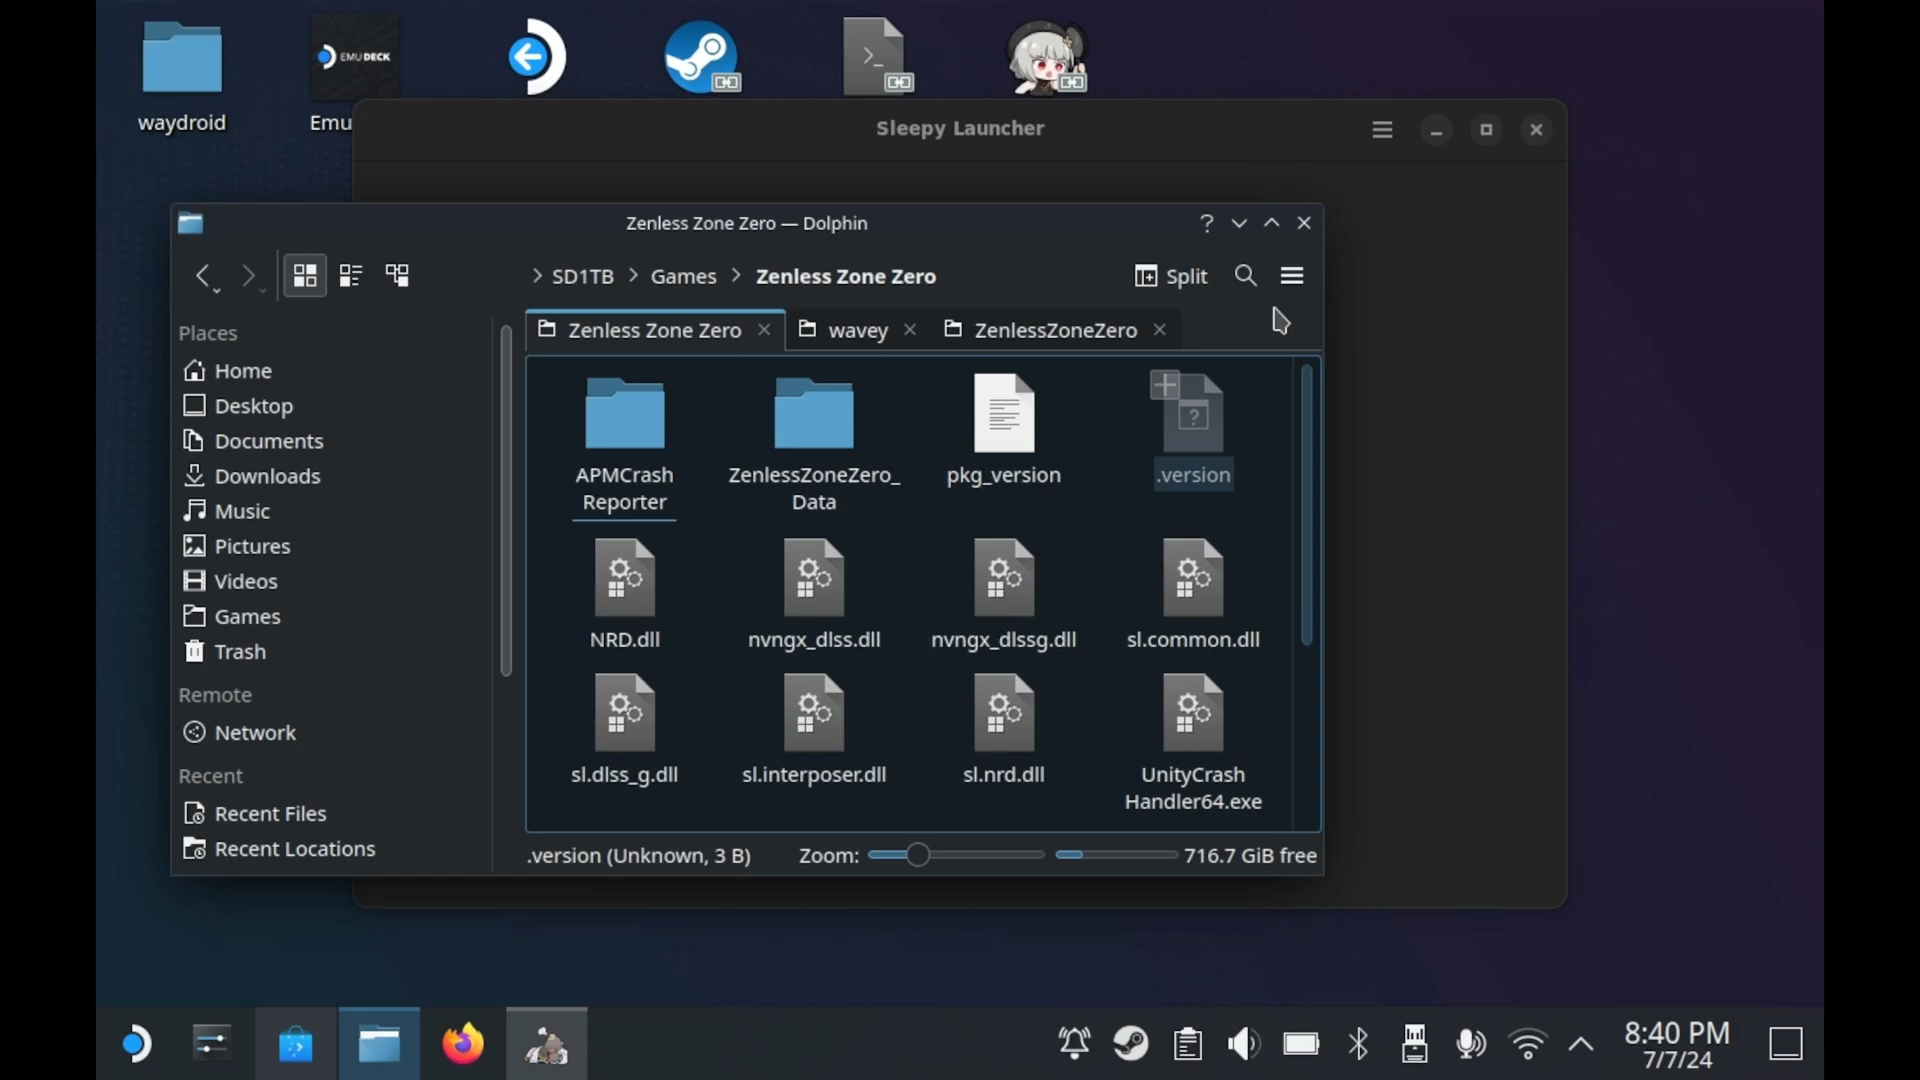 waydroid
EMUDECK
Emu
Sleepy Launcher
Zenless Zone Zero — Dolphin
SD1TB
Games
Zenless Zone Zero
Split
Zenless Zone Zero
wavey
ZenlessZoneZero
Places
Home
Desktop
Documents
Downloads
Music
Pictures
Videos
Games
Trash
Remote
Network
Recent
Recent Files
Recent Locations
APMCrash
Reporter
ZenlessZoneZero_
Data
pkg_version
.version
NRD.dll
nvngx_dlss.dll
nvngx_dlssg.dll
sl.common.dll
sl.dlss_g.dll
sl.interposer.dll
sl.nrd.dll
UnityCrash
Handler64.exe
.version (Unknown, 3 B)
Zoom:
716.7 GiB free
8:40 PM
7/7/24